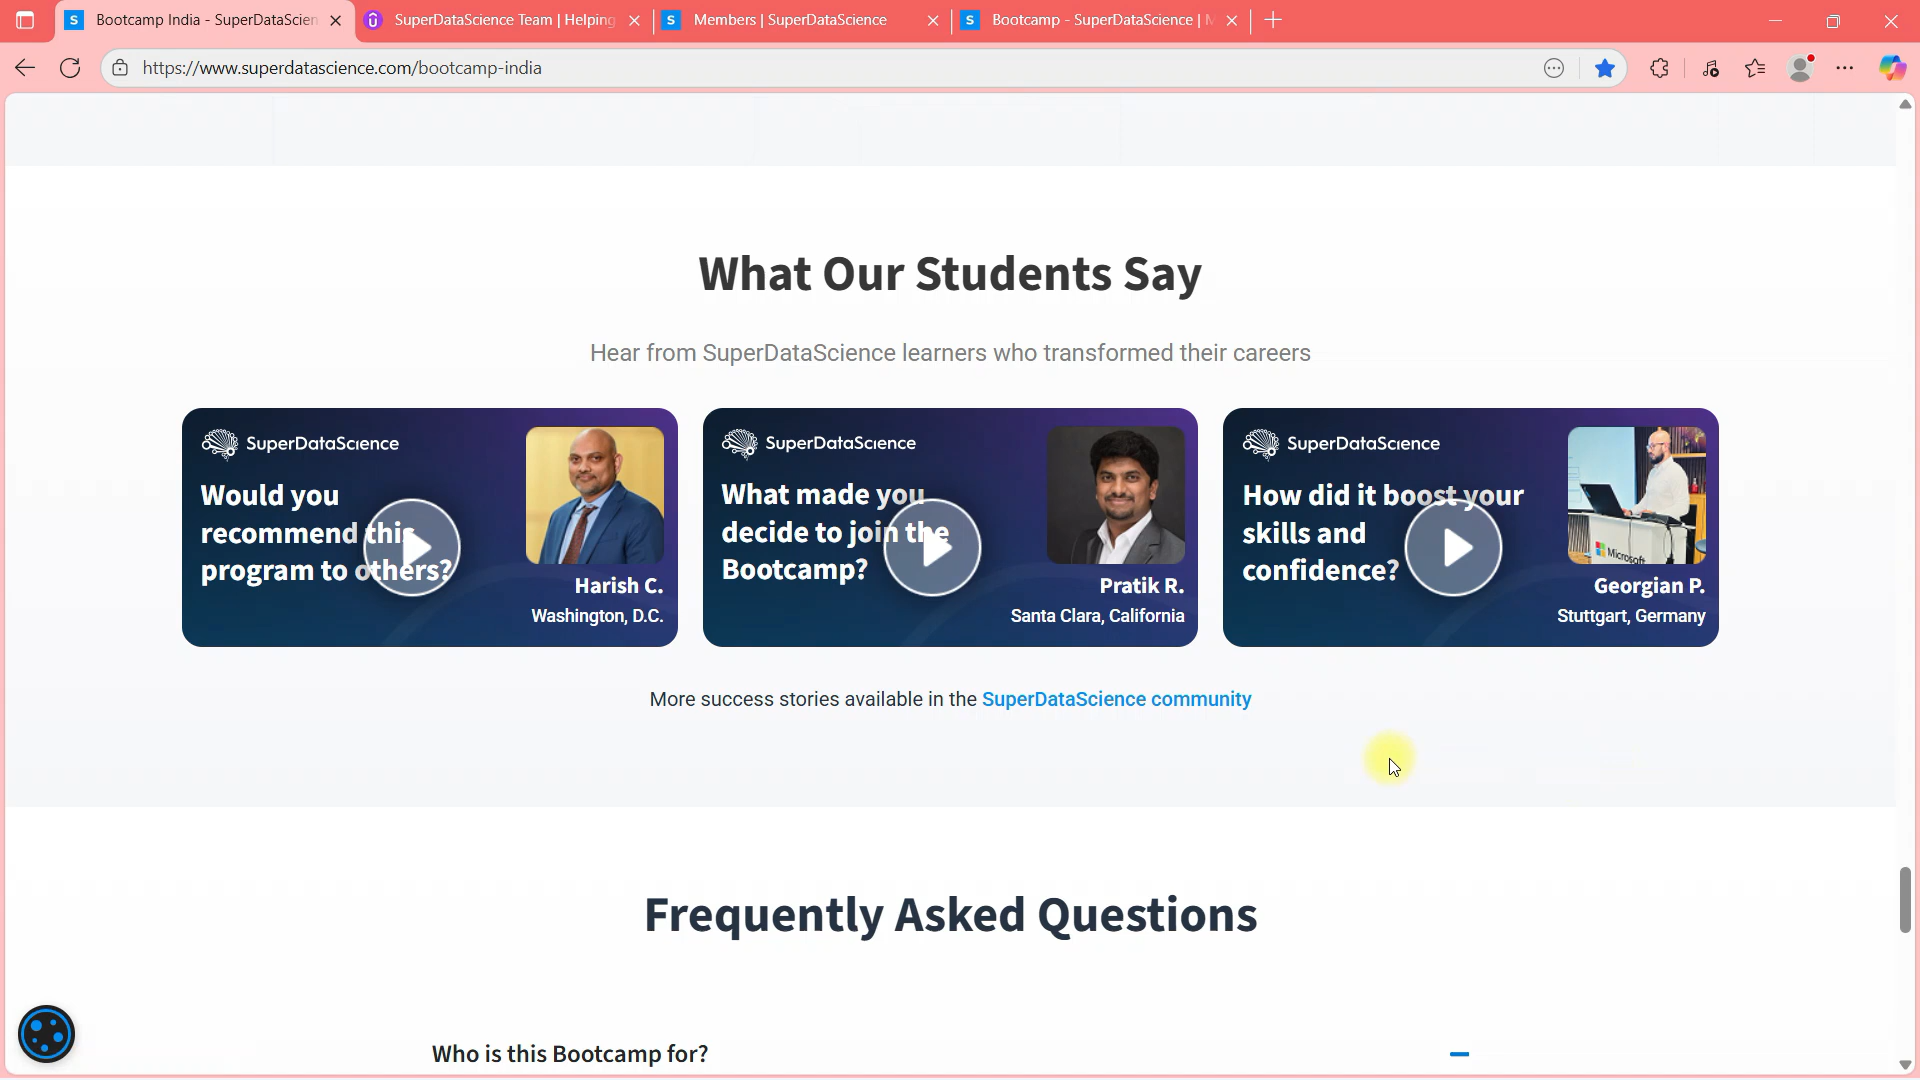 Bootcamp India - SuperDataScien
SuperDataScience Team | Helping
Members | SuperDataScience
Bootcamp - SuperDataScience |
https://www.superdatascience.com/bootcamp-india
What Our Students Say
Hear from SuperDataScience learners who transformed their careers
SuperDataScience
Would you
recommend this
program to others?
Harish C.
Washington, D.C.
SuperDataScience
What made you
decide to join the
Bootcamp?
Pratik R.
Santa Clara, California
SuperDataScience
How did it boost your
skills and
confidence?
Microsoft
Georgian P.
Stuttgart, Germany
More success stories available in the SuperDataScience community
Frequently Asked Questions
Who is this Bootcamp for?